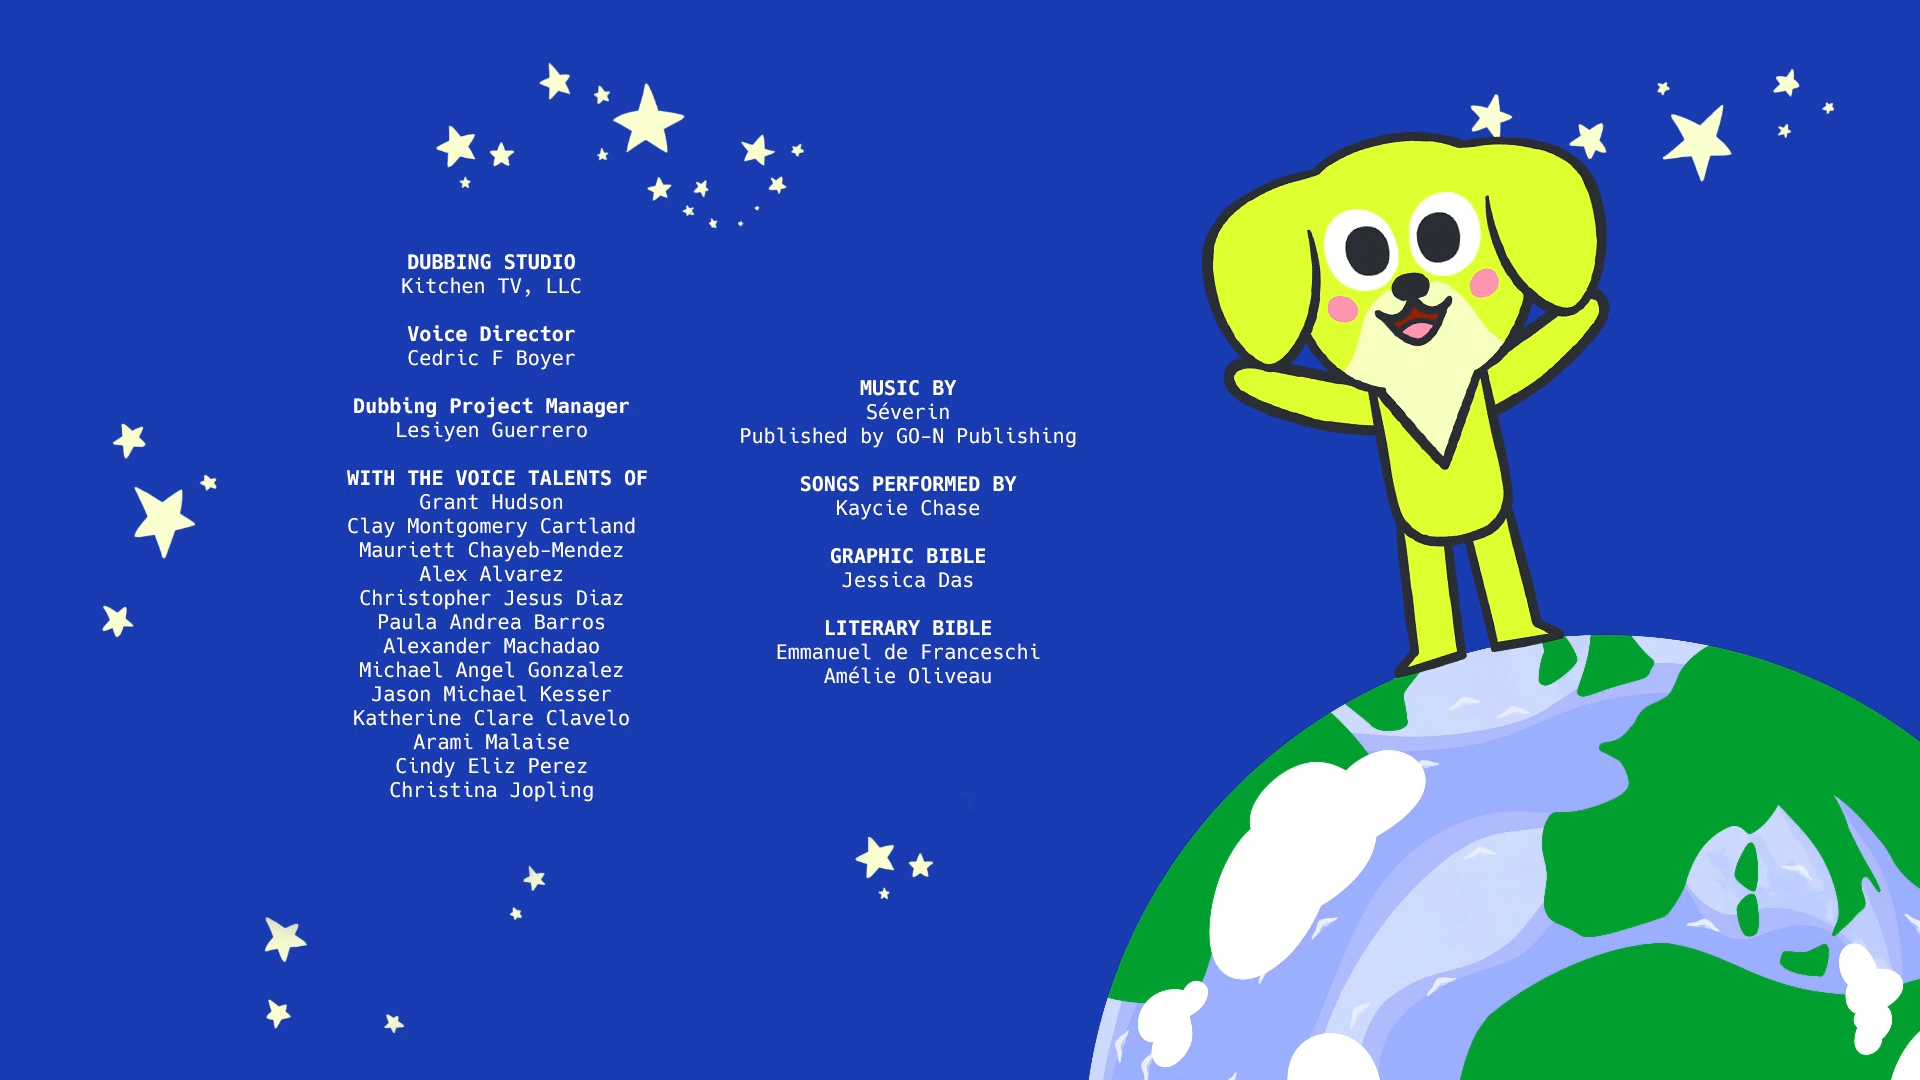 DUBBING STUDIO
Kitchen TV, LLC
Voice Director
Cedric F Boyer
Dubbing Project Manager
Lesiyen Guerrero
WITH THE VOICE TALENTS OF
Grant Hudson
Clay Montgomery Cartland
Mauriett Chayeb-Mendez
Alex Alvarez
Christopher Jesus Diaz
Paula Andrea Barros
Alexander Machadao
Michael Angel Gonzalez
Jason Michael Kesser
Katherine Clare Clavelo
Arami Malaise
Cindy Eliz Perez
Christina Jopling
MUSIC BY
Séverin
Published by GO-N Publishing
SONGS PERFORMED BY
Kaycie Chase
GRAPHIC BIBLE
Jessica Das
LITERARY BIBLE
Emmanuel de Franceschi
Amélie Oliveau